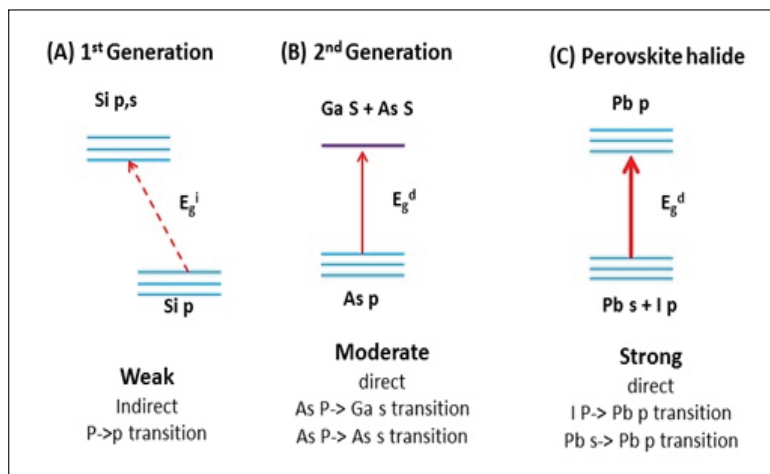 (A) 1st Generation
Si p,s
Egi
Si p
Weak
Indirect
P->p transition
(B) 2nd Generation
Ga S + As S
Egd
As p
Moderate
direct
As P-> Ga s transition
As P-> As s transition
(C) Perovskite halide
Pb p
Egd
Pb s + I p
Strong
direct
I P-> Pb p transition
Pb s-> Pb p transition